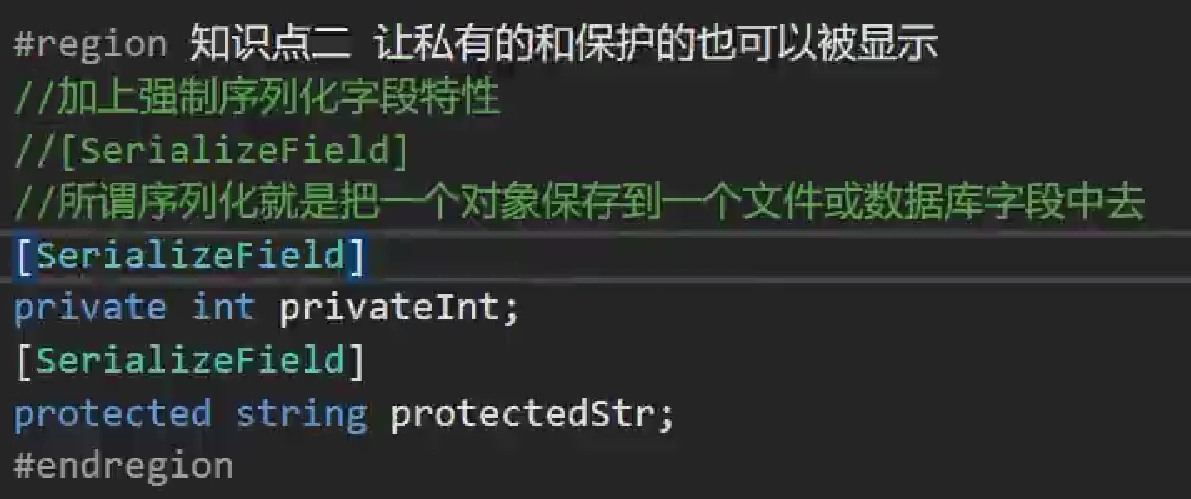 #region 知识点二 让私有的和保护的也可以被显示
//加上强制序列化字段特性
//[SerializeField]
//所谓序列化就是把一个对象保存到一个文件或数据库字段中去
[SerializeField]
private int privateInt;
[SerializeField]
protected string protectedStr;
#endregion